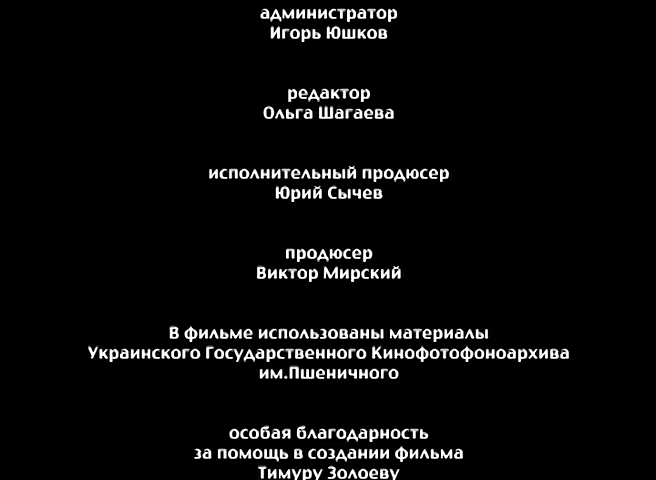 администратор
Игорь Юшков
редактор
Ольга Шагаева
исполнительный продюсер
Юрий Сычев
продюсер
Виктор Мирский
В фильме использованы материалы
Украинского Государственного Кинофотофоноархива
им.Пшеничного
особая благодарность
за помощь в создании фильма
Тимуру Золоеву